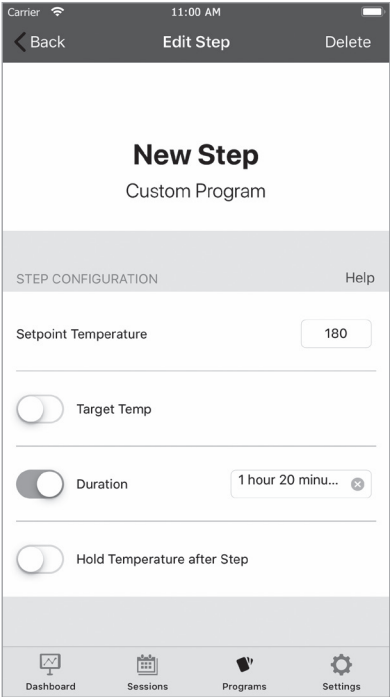 Carrier 11:00 AM
Back Edit Step Delete
New Step
Custom Program
STEP CONFIGURATION Help
Setpoint Temperature 180
Target Temp
Duration 1 hour 20 minu...
Hold Temperature after Step
Dashboard Sessions Programs Settings